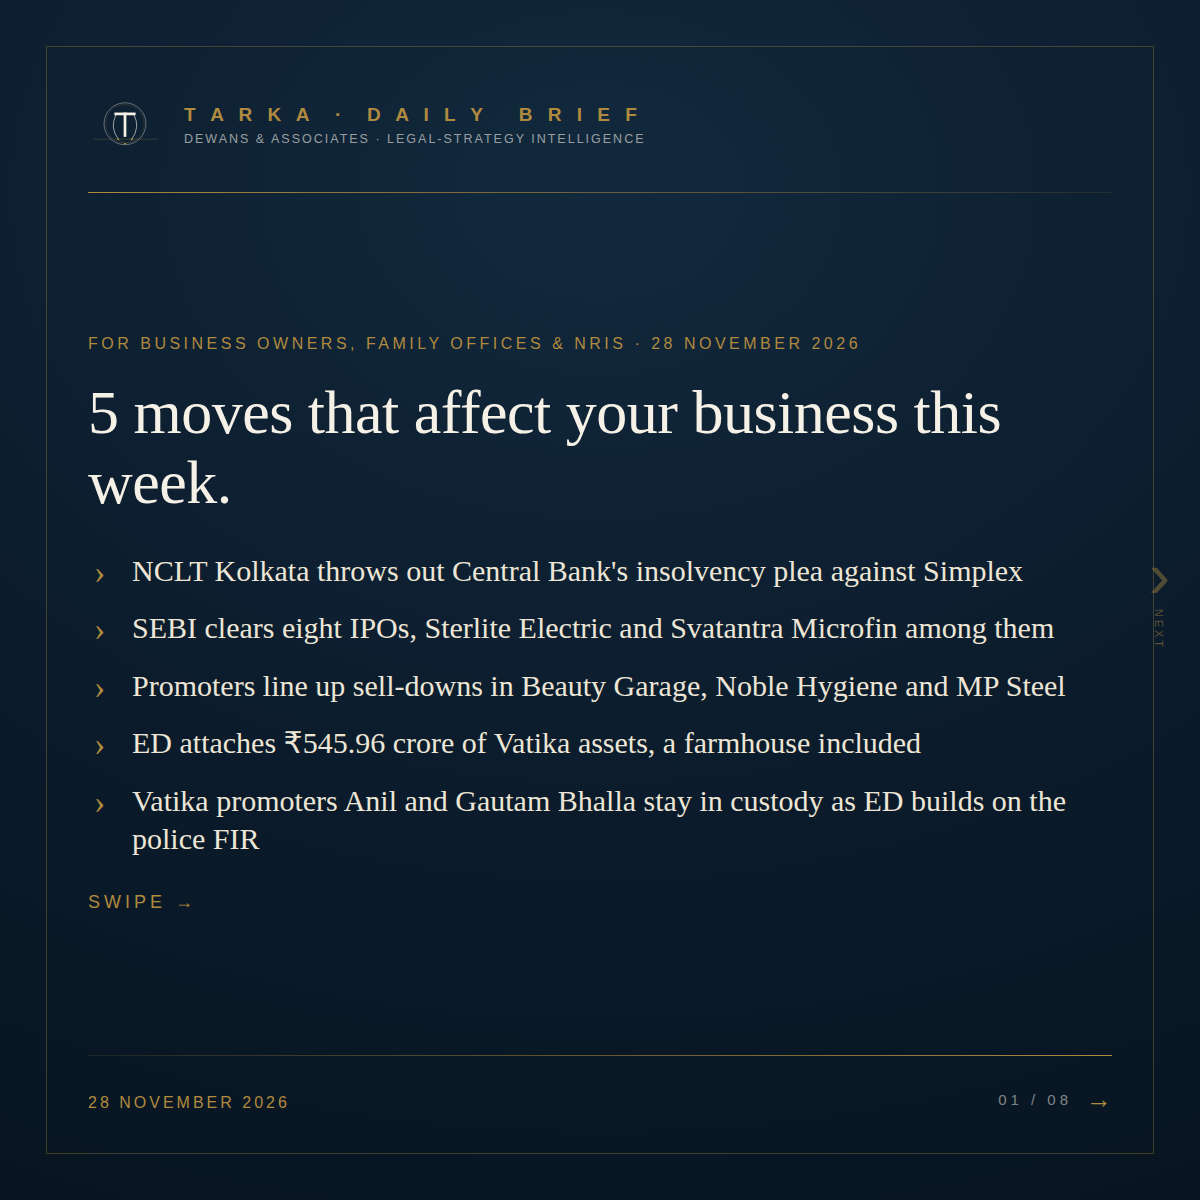 T
TARKA · DAILY BRIEF
DEWANS & ASSOCIATES · LEGAL-STRATEGY INTELLIGENCE
FOR BUSINESS OWNERS, FAMILY OFFICES & NRIS · 28 NOVEMBER 2026
5 moves that affect your business this
week.
› NCLT Kolkata throws out Central Bank's insolvency plea against Simplex
› SEBI clears eight IPOs, Sterlite Electric and Svatantra Microfin among them
› Promoters line up sell-downs in Beauty Garage, Noble Hygiene and MP Steel
› ED attaches ₹545.96 crore of Vatika assets, a farmhouse included
› Vatika promoters Anil and Gautam Bhalla stay in custody as ED builds on the
police FIR
› NEXT
SWIPE →
28 NOVEMBER 2026
01 / 08 →